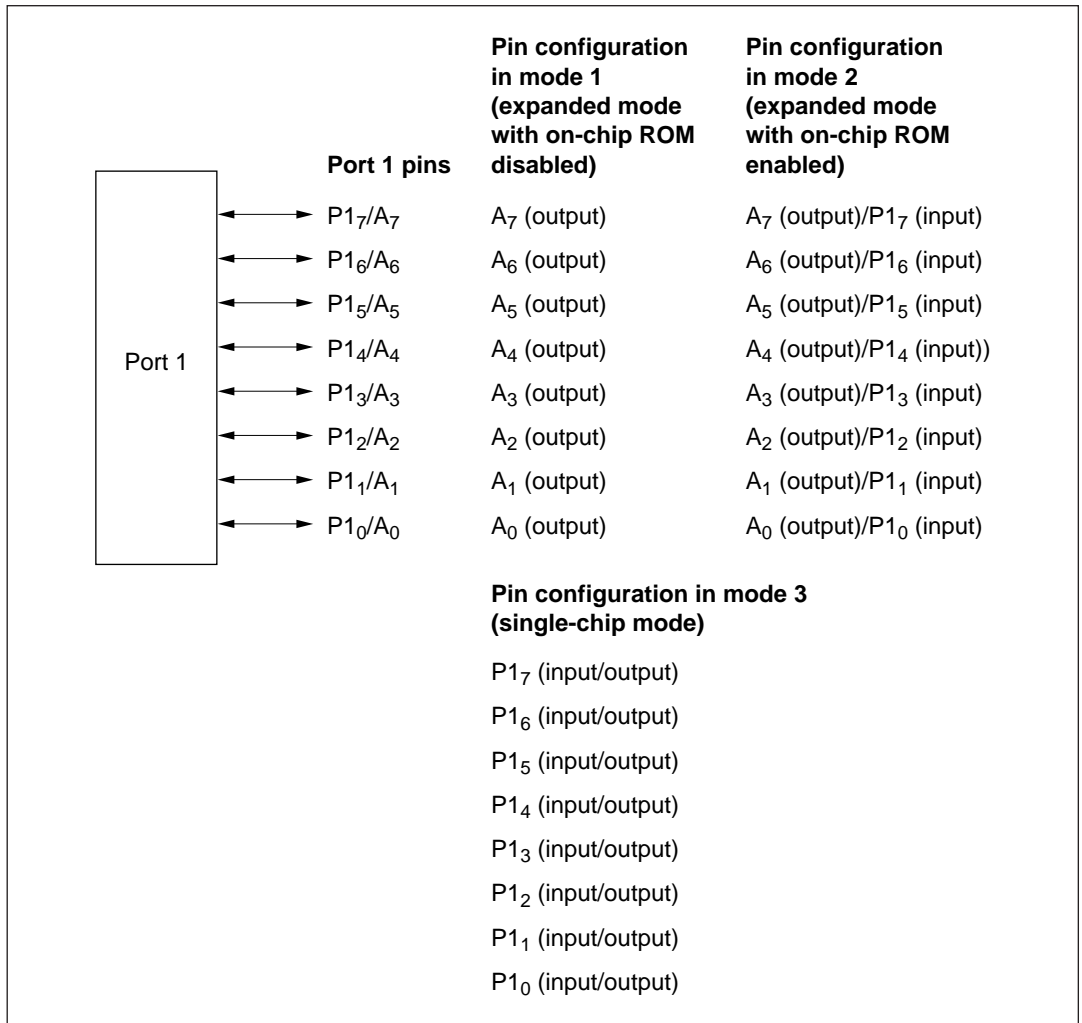 Pin configuration
in mode 1
(expanded mode
with on-chip ROM
disabled)
Pin configuration
in mode 2
(expanded mode
with on-chip ROM
enabled)
Port 1 pins
Port 1
P1₇/A₇ A₇ (output) A₇ (output)/P1₇ (input)
P1₆/A₆ A₆ (output) A₆ (output)/P1₆ (input)
P1₅/A₅ A₅ (output) A₅ (output)/P1₅ (input)
P1₄/A₄ A₄ (output) A₄ (output)/P1₄ (input))
P1₃/A₃ A₃ (output) A₃ (output)/P1₃ (input)
P1₂/A₂ A₂ (output) A₂ (output)/P1₂ (input)
P1₁/A₁ A₁ (output) A₁ (output)/P1₁ (input)
P1₀/A₀ A₀ (output) A₀ (output)/P1₀ (input)
Pin configuration in mode 3
(single-chip mode)
P1₇ (input/output)
P1₆ (input/output)
P1₅ (input/output)
P1₄ (input/output)
P1₃ (input/output)
P1₂ (input/output)
P1₁ (input/output)
P1₀ (input/output)